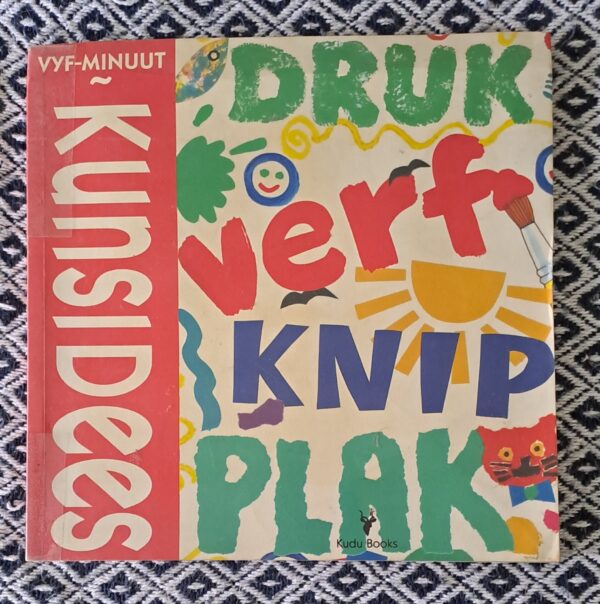 VYF-MINUUT
~
KunsIDees
DRUK
verf
KNIP
PLAK
Kudu Books